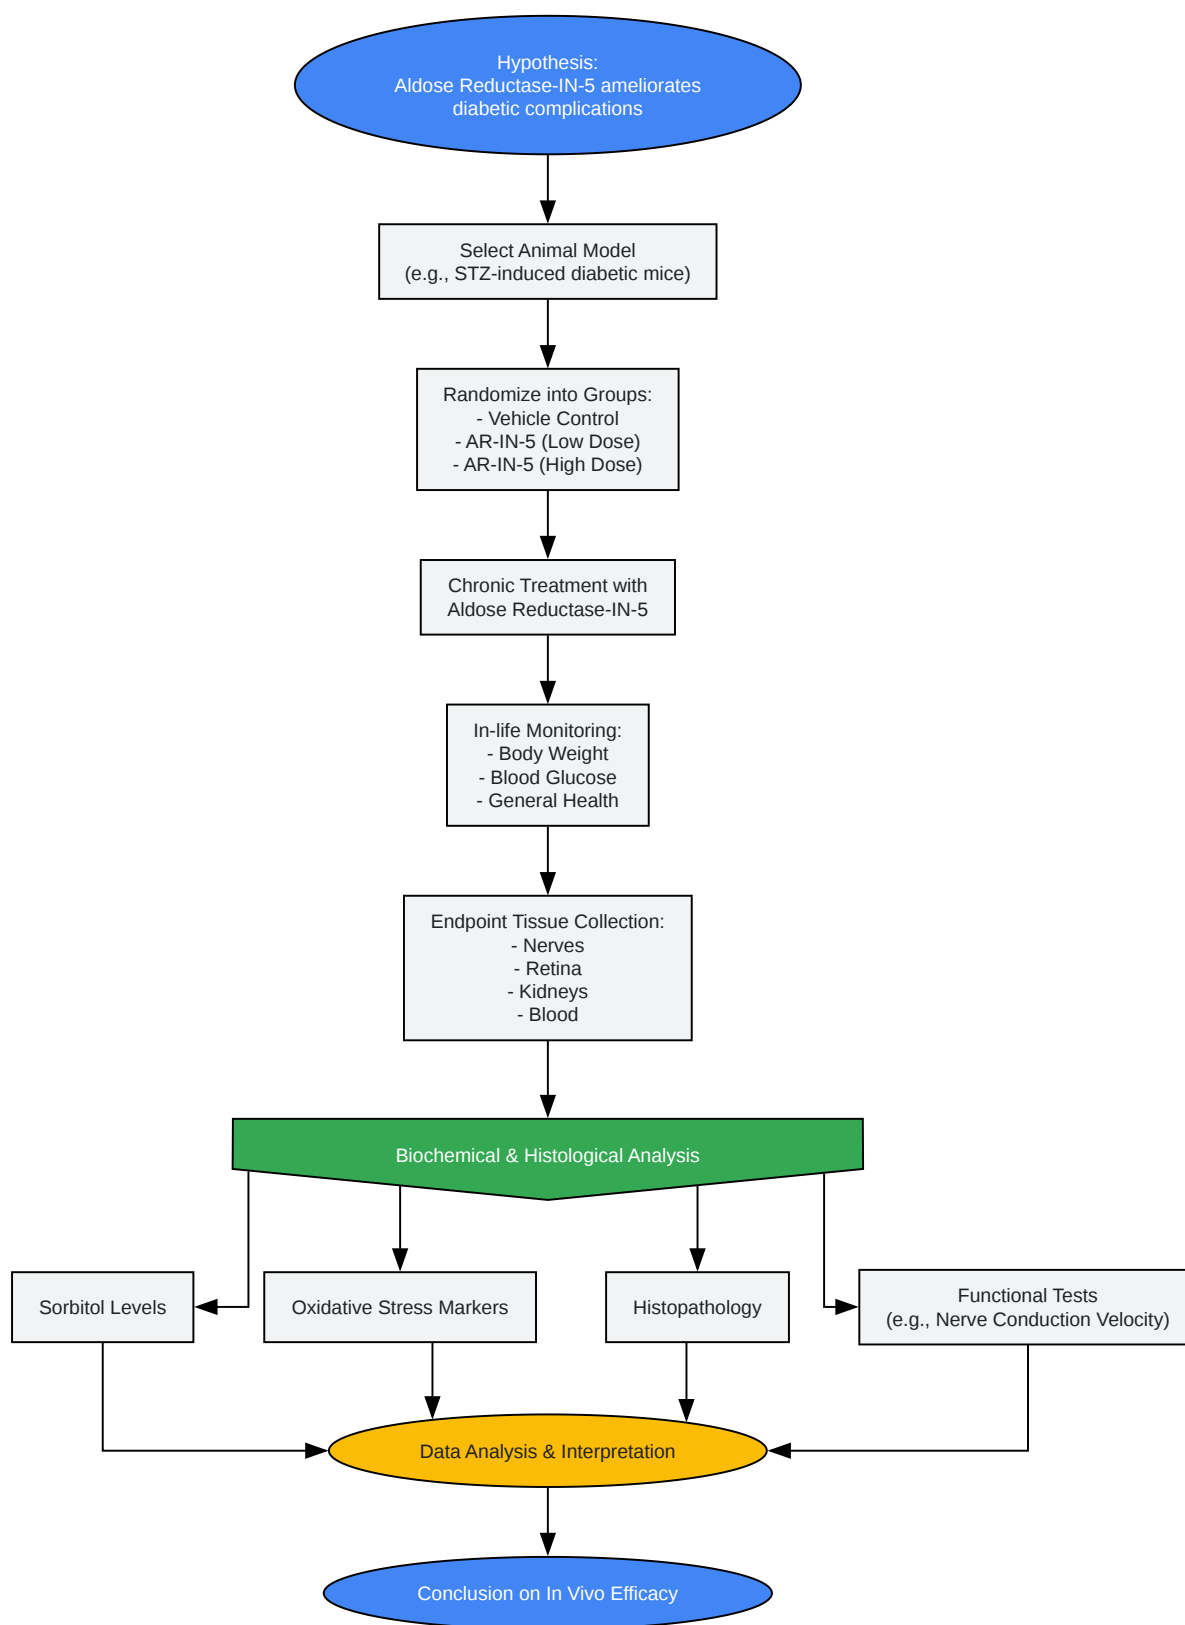 Hypothesis:
Aldose Reductase-IN-5 ameliorates
diabetic complications
Select Animal Model
(e.g., STZ-induced diabetic mice)
Randomize into Groups:
- Vehicle Control
- AR-IN-5 (Low Dose)
- AR-IN-5 (High Dose)
Chronic Treatment with
Aldose Reductase-IN-5
In-life Monitoring:
- Body Weight
- Blood Glucose
- General Health
Endpoint Tissue Collection:
- Nerves
- Retina
- Kidneys
- Blood
Biochemical & Histological Analysis
Sorbitol Levels
Oxidative Stress Markers
Histopathology
Functional Tests
(e.g., Nerve Conduction Velocity)
Data Analysis & Interpretation
Conclusion on In Vivo Efficacy